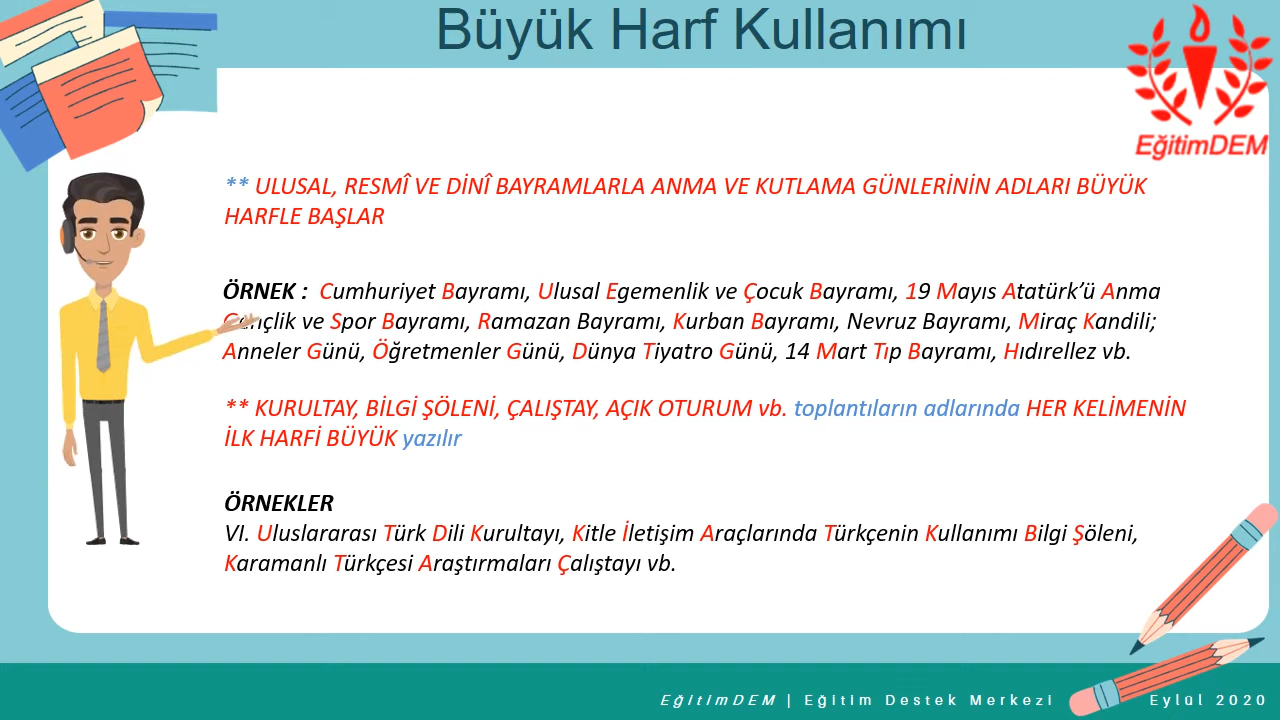 Büyük Harf Kullanımı
EğitimDEM
** ULUSAL, RESMÎ VE DİNÎ BAYRAMLARLA ANMA VE KUTLAMA GÜNLERİNİN ADLARI BÜYÜK
HARFLE BAŞLAR
ÖRNEK : Cumhuriyet Bayramı, Ulusal Egemenlik ve Çocuk Bayramı, 19 Mayıs Atatürk’ü Anma
Gençlik ve Spor Bayramı, Ramazan Bayramı, Kurban Bayramı, Nevruz Bayramı, Miraç Kandili;
Anneler Günü, Öğretmenler Günü, Dünya Tiyatro Günü, 14 Mart Tıp Bayramı, Hıdırellez vb.
** KURULTAY, BİLGİ ŞÖLENİ, ÇALIŞTAY, AÇIK OTURUM vb. toplantıların adlarında HER KELİMENİN
İLK HARFİ BÜYÜK yazılır
ÖRNEKLER
VI. Uluslararası Türk Dili Kurultayı, Kitle İletişim Araçlarında Türkçenin Kullanımı Bilgi Şöleni,
Karamanlı Türkçesi Araştırmaları Çalıştayı vb.
EğitimDEM | Eğitim Destek Merkezi Eylül 2020